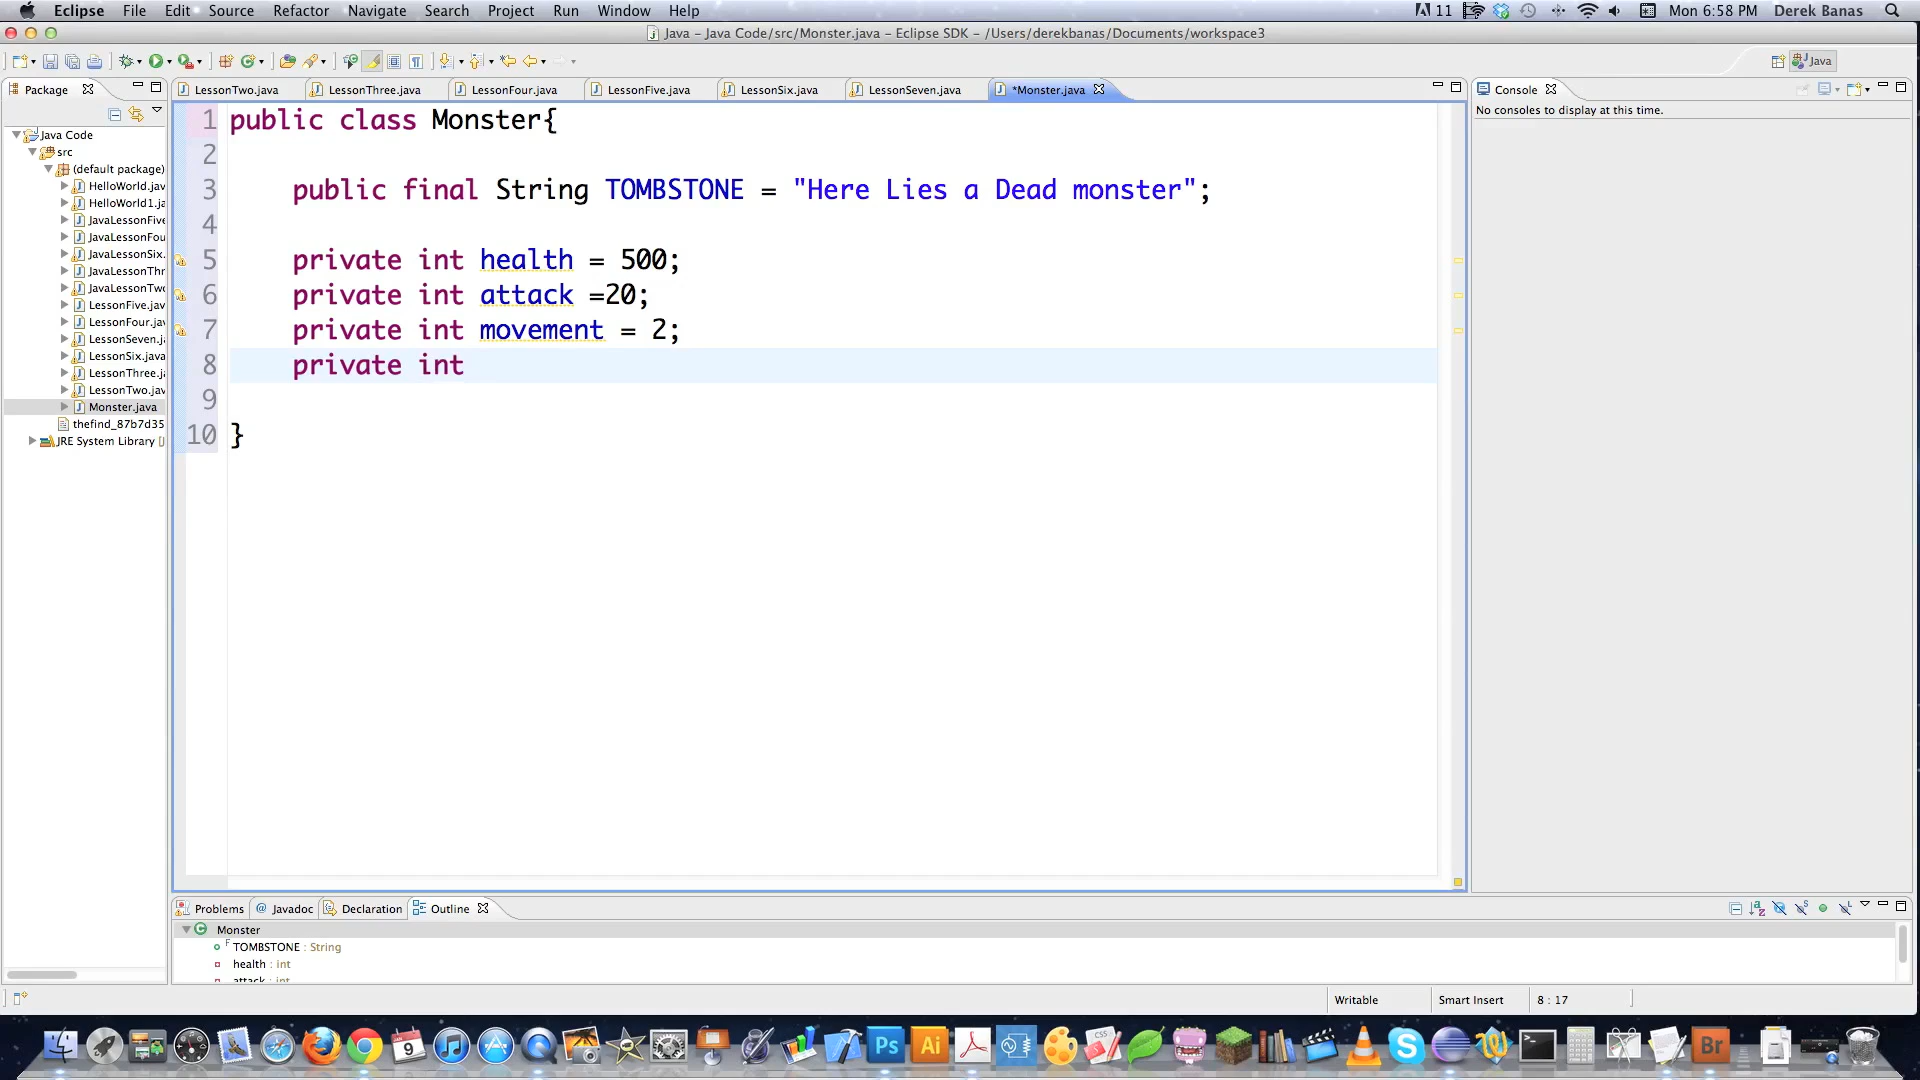 Eclipse File Edit Source Refactor Navigate Search Project Run Window Help 11 Mon 6:58 PM Derek Banas
Java – Java Code/src/Monster.java – Eclipse SDK – /Users/derekbanas/Documents/workspace3
Java
Package
LessonTwo.java LessonThree.java LessonFour.java LessonFive.java LessonSix.java LessonSeven.java *Monster.java
Console
No consoles to display at this time.
Java Code
src
(default package)
HelloWorld.jav
HelloWorld1.ja
JavaLessonFive
JavaLessonFou
JavaLessonSix.
JavaLessonThr
JavaLessonTwo
LessonFive.jav
LessonFour.jav
LessonSeven.j
LessonSix.java
LessonThree.ja
LessonTwo.jav
Monster.java
thefind_87b7d35
JRE System Library [J
1 public class Monster{
2
3 public final String TOMBSTONE = "Here Lies a Dead monster";
4
5 private int health = 500;
6 private int attack =20;
7 private int movement = 2;
8 private int
9
10 }
Problems @ Javadoc Declaration Outline
Monster
TOMBSTONE : String
health : int
attack : int
Writable Smart Insert 8 : 17
9 Ps Ai CSS Br